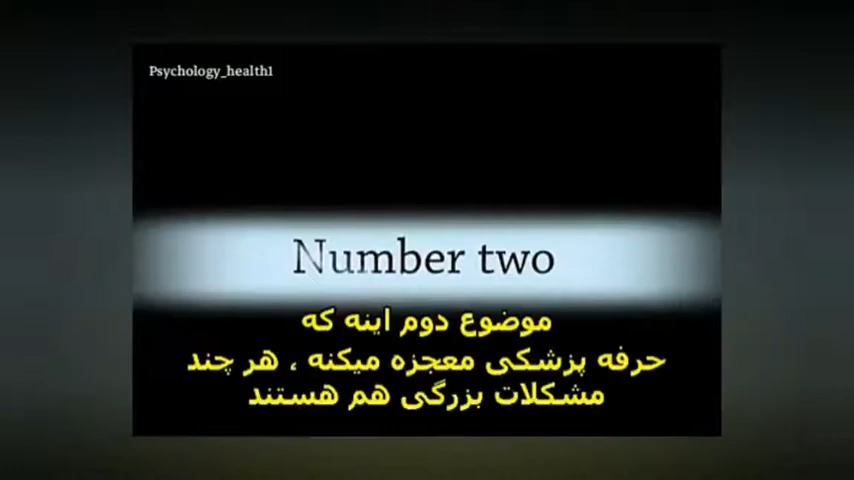 Psychology_health1
Number two
موضوع دوم اینه که
حرفه پزشکی معجزه میکنه ، هر چند
مشکلات بزرگی هم هستند